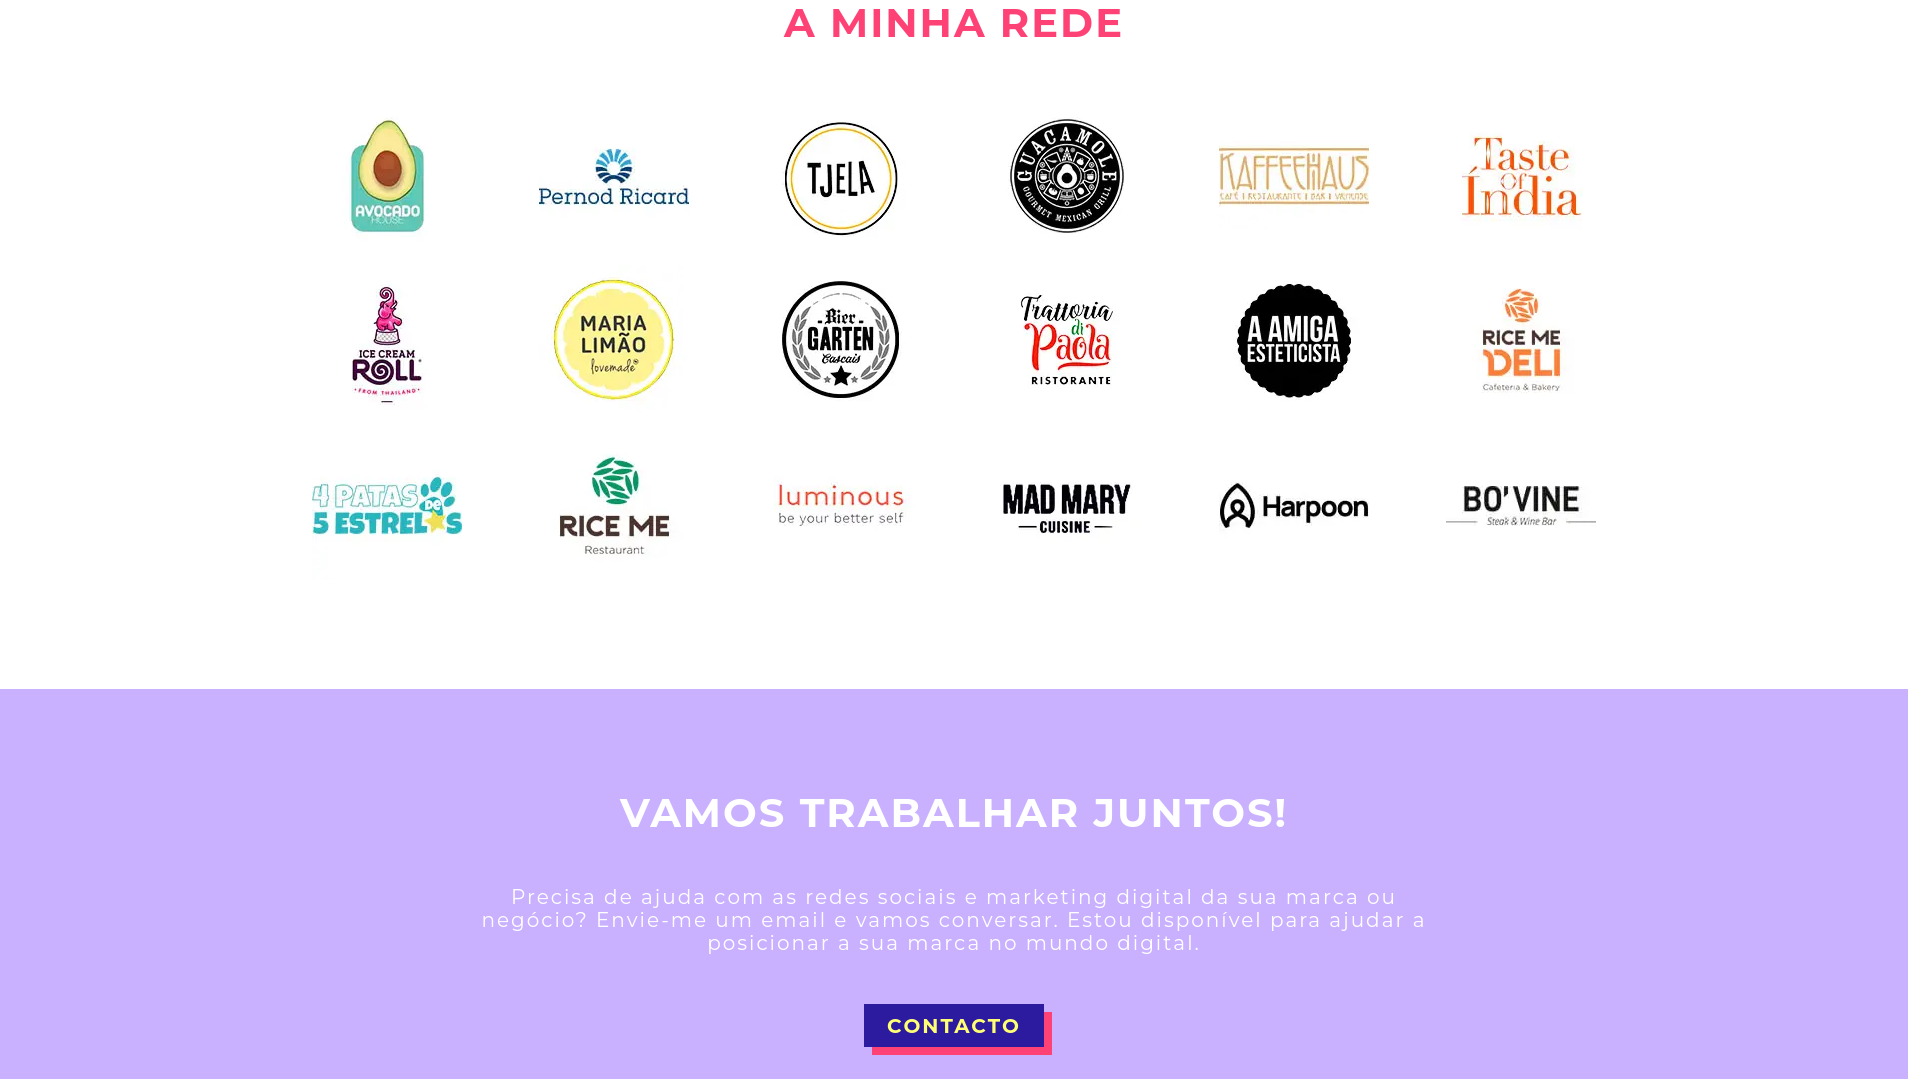 A MINHA REDE
AVOCADO
HOUSE
Pernod Ricard
TJELA
GUACAMOLE
GOURMET MEXICAN GRILL
KAFFEEHAUS
CAFÉ | RESTAURANTE | BAR | VIENENSE
Taste
Of
Índia
ICE CREAM
ROLL
FROM THAILAND
MARIA
LIMÃO
lovemade
Bier
GARTEN
Cascais
Trattoria
di
Paola
RISTORANTE
A AMIGA
ESTETICISTA
RICE ME
DELI
Cafeteria & Bakery
4 PATAS
DE
5 ESTRELAS
RICE ME
Restaurant
luminous
be your better self
MAD MARY
CUISINE
Harpoon
BO'VINE
Steak & Wine Bar
VAMOS TRABALHAR JUNTOS!
Precisa de ajuda com as redes sociais e marketing digital da sua marca ou
negócio? Envie-me um email e vamos conversar. Estou disponível para ajudar a
posicionar a sua marca no mundo digital.
CONTACTO